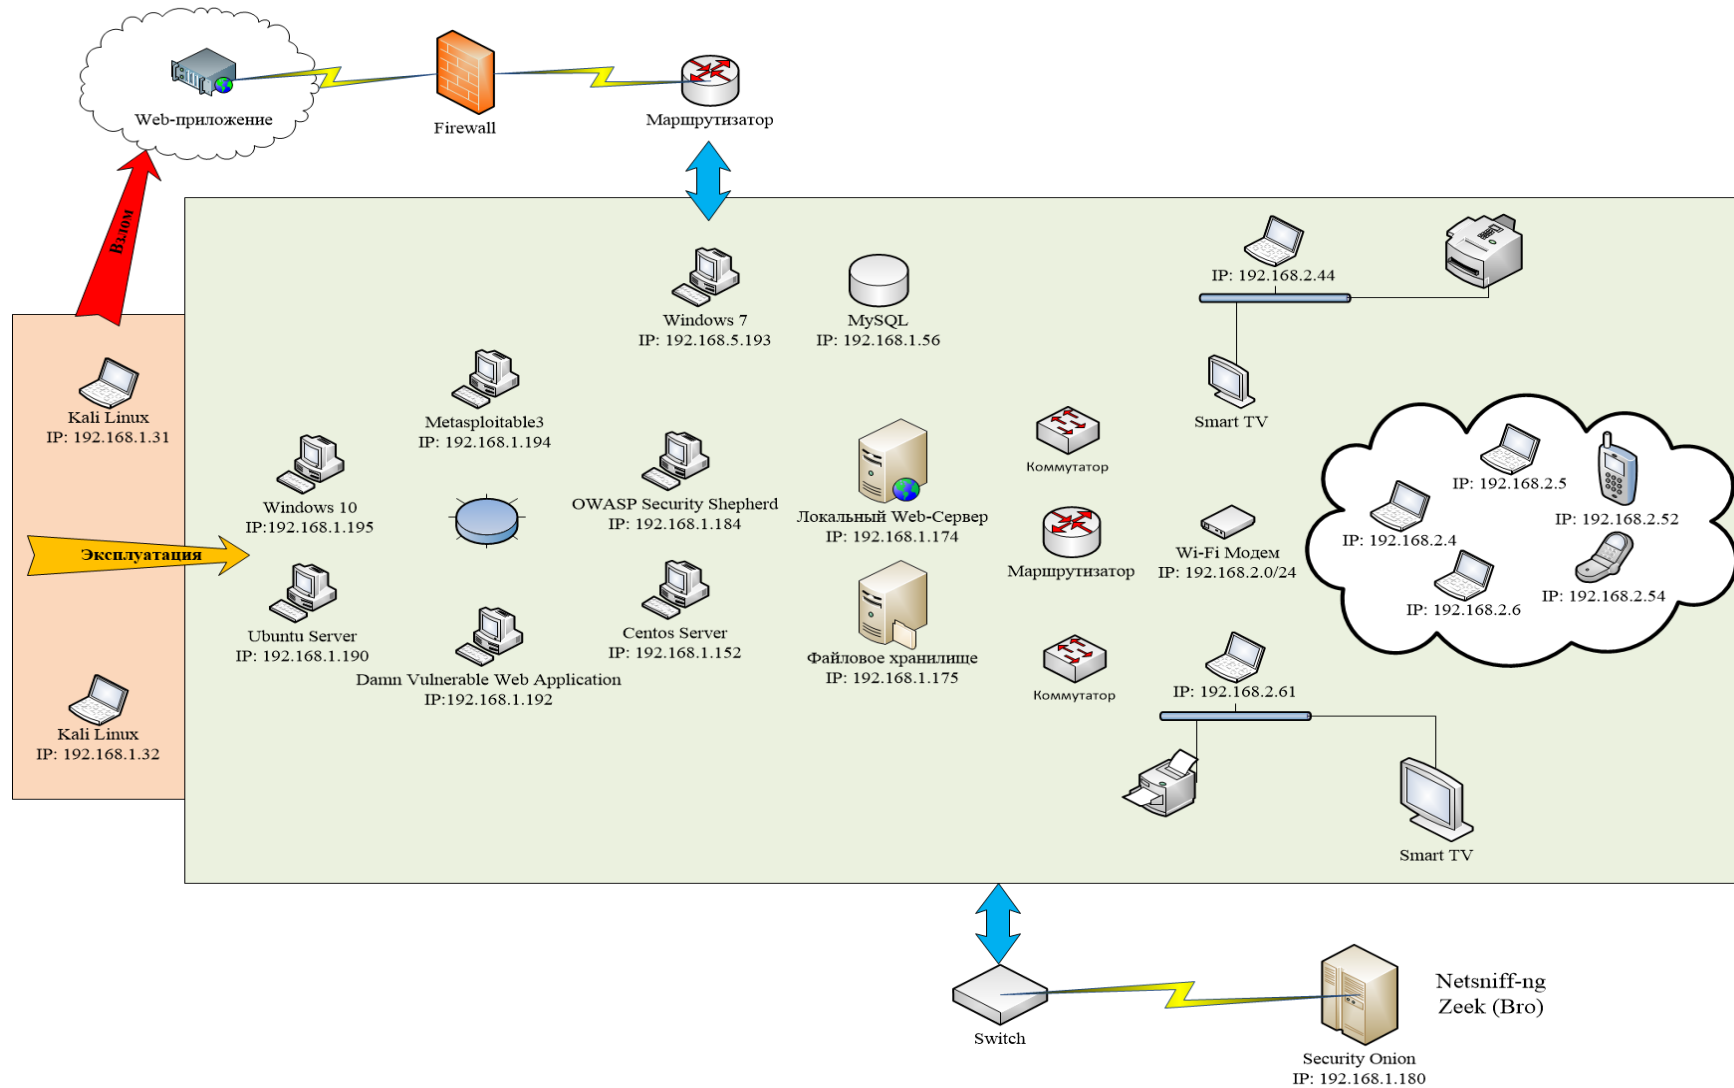 Web-приложение
Firewall
Маршрутизатор
Взлом
Kali Linux
IP: 192.168.1.31
Эксплуатация
Kali Linux
IP: 192.168.1.32
Windows 7
IP: 192.168.5.193
MySQL
IP: 192.168.1.56
IP: 192.168.2.44
Smart TV
Metasploitable3
IP: 192.168.1.194
Windows 10
IP:192.168.1.195
OWASP Security Shepherd
IP: 192.168.1.184
Локальный Web-Сервер
IP: 192.168.1.174
Коммутатор
Маршрутизатор
Wi-Fi Модем
IP: 192.168.2.0/24
IP: 192.168.2.5
IP: 192.168.2.52
IP: 192.168.2.4
IP: 192.168.2.6
IP: 192.168.2.54
Ubuntu Server
IP: 192.168.1.190
Damn Vulnerable Web Application
IP:192.168.1.192
Centos Server
IP: 192.168.1.152
Файловое хранилище
IP: 192.168.1.175
Коммутатор
IP: 192.168.2.61
Smart TV
Switch
Netsniff-ng
Zeek (Bro)
Security Onion
IP: 192.168.1.180